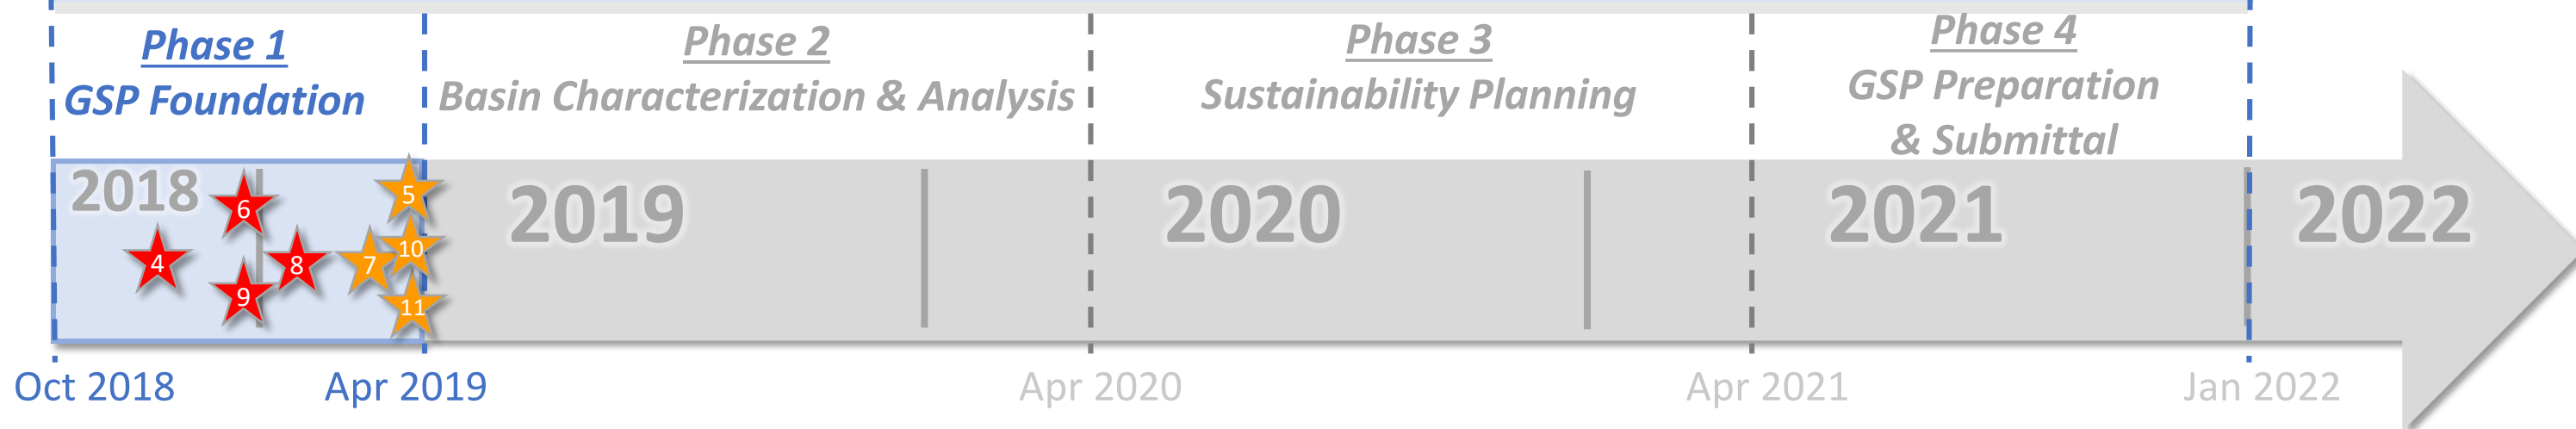 Phase 1
GSP Foundation
Phase 2
Basin Characterization & Analysis
Phase 3
Sustainability Planning
Phase 4
GSP Preparation
& Submittal
2018
2019
2020
2021
2022
4
6
9
8
7
5
10
11
Oct 2018
Apr 2019
Apr 2020
Apr 2021
Jan 2022